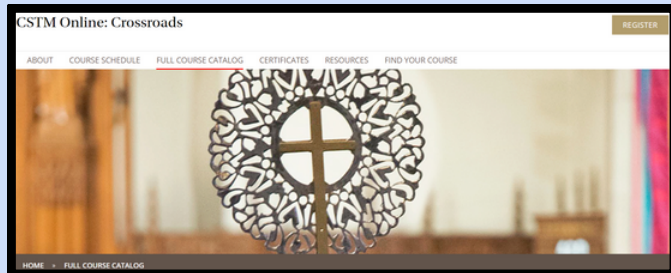 CSTM Online: Crossroads
REGISTER
ABOUT COURSE SCHEDULE FULL COURSE CATALOG CERTIFICATES RESOURCES FIND YOUR COURSE
HOME » FULL COURSE CATALOG